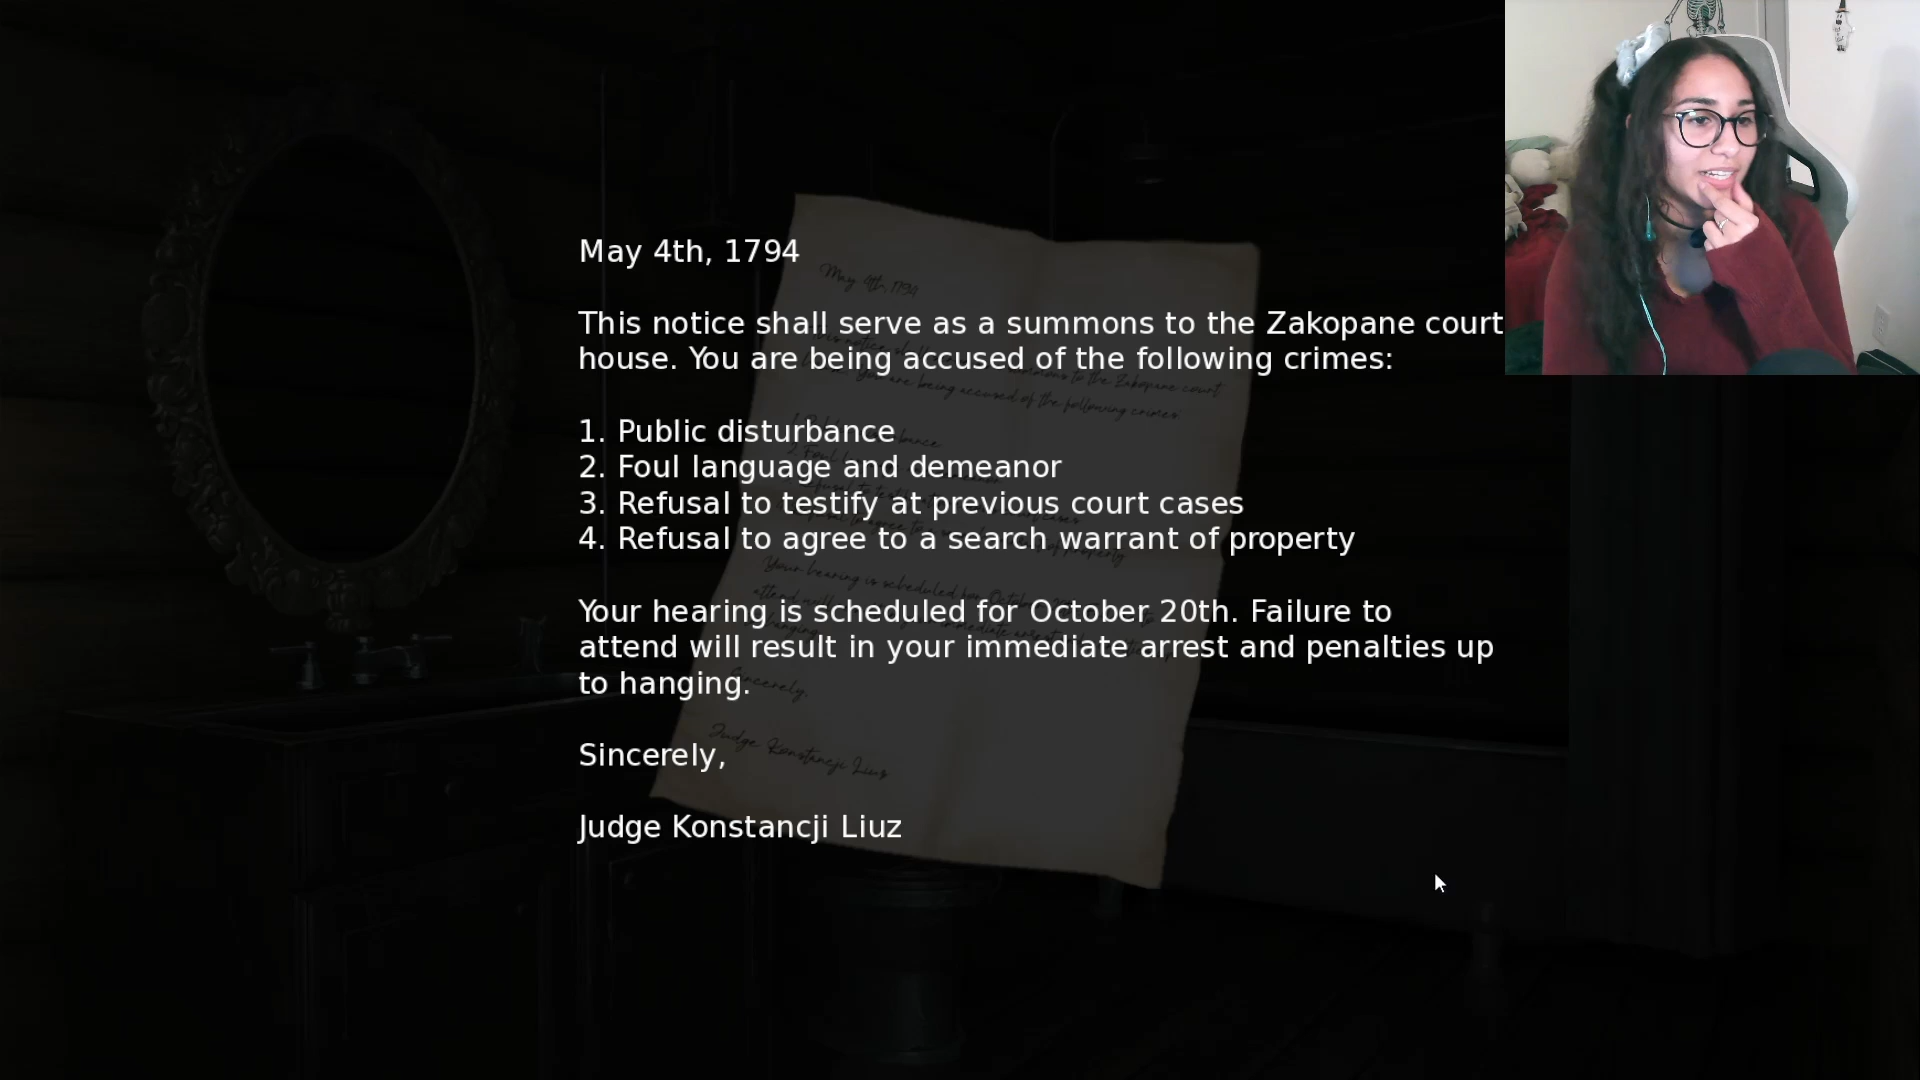 May 4th, 1794
This notice shall serve as a summons to the Zakopane court
house. You are being accused of the following crimes:
1. Public disturbance
2. Foul language and demeanor
3. Refusal to testify at previous court cases
4. Refusal to agree to a search warrant of property
Your hearing is scheduled for October 20th. Failure to
attend will result in your immediate arrest and penalties up
to hanging.
Sincerely,
Judge Konstancji Liuz